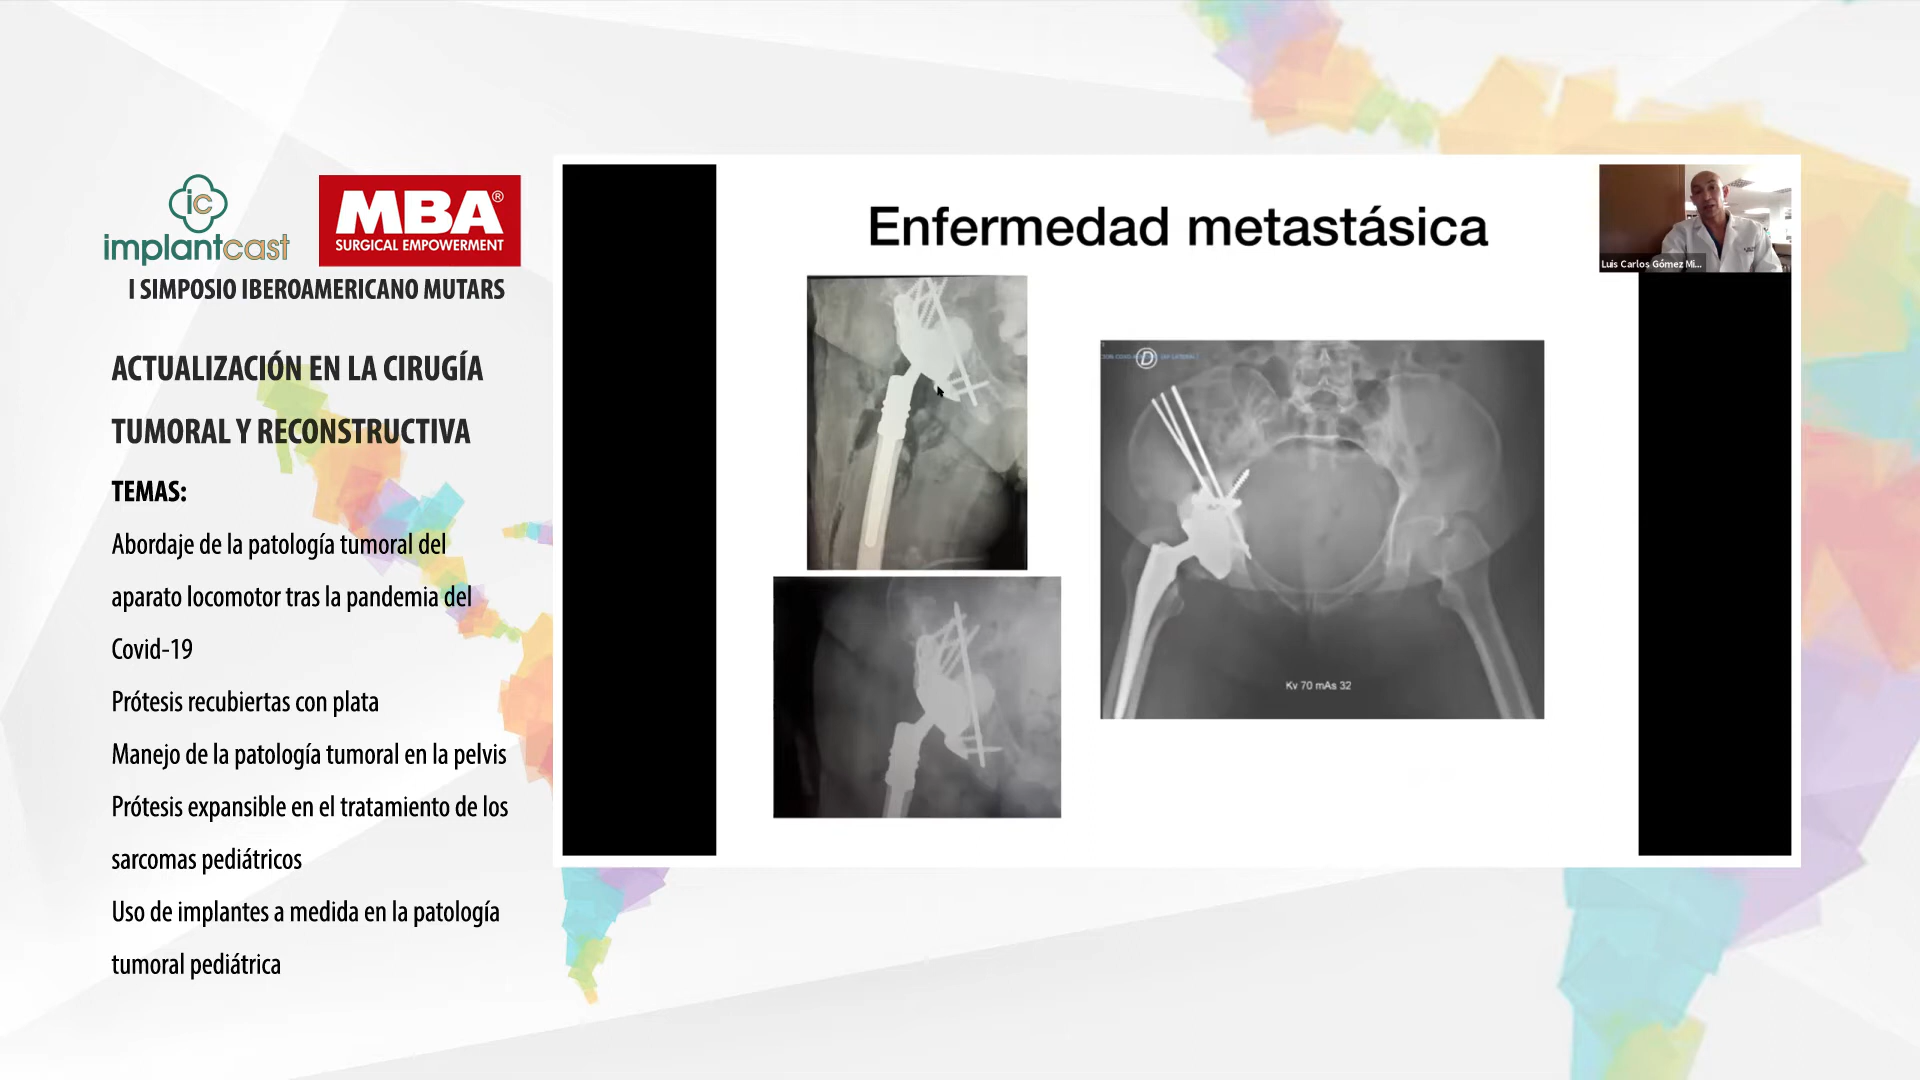 ic
implantcast
MBA®
SURGICAL EMPOWERMENT
I SIMPOSIO IBEROAMERICANO MUTARS
ACTUALIZACIÓN EN LA CIRUGÍA
TUMORAL Y RECONSTRUCTIVA
TEMAS:
Abordaje de la patología tumoral del
aparato locomotor tras la pandemia del
Covid-19
Prótesis recubiertas con plata
Manejo de la patología tumoral en la pelvis
Prótesis expansible en el tratamiento de los
sarcomas pediátricos
Uso de implantes a medida en la patología
tumoral pediátrica
Enfermedad metastásica
Luis Carlos Gómez Mi...
D
Kv 70 mAs 32